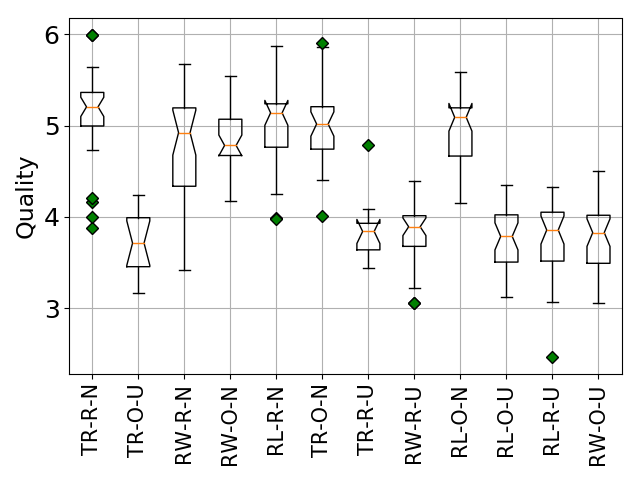 Quality
6
5
4
3
TR-R-N
TR-O-U
RW-R-N
RW-O-N
RL-R-N
TR-O-N
TR-R-U
RW-R-U
RL-O-N
RL-O-U
RL-R-U
RW-O-U